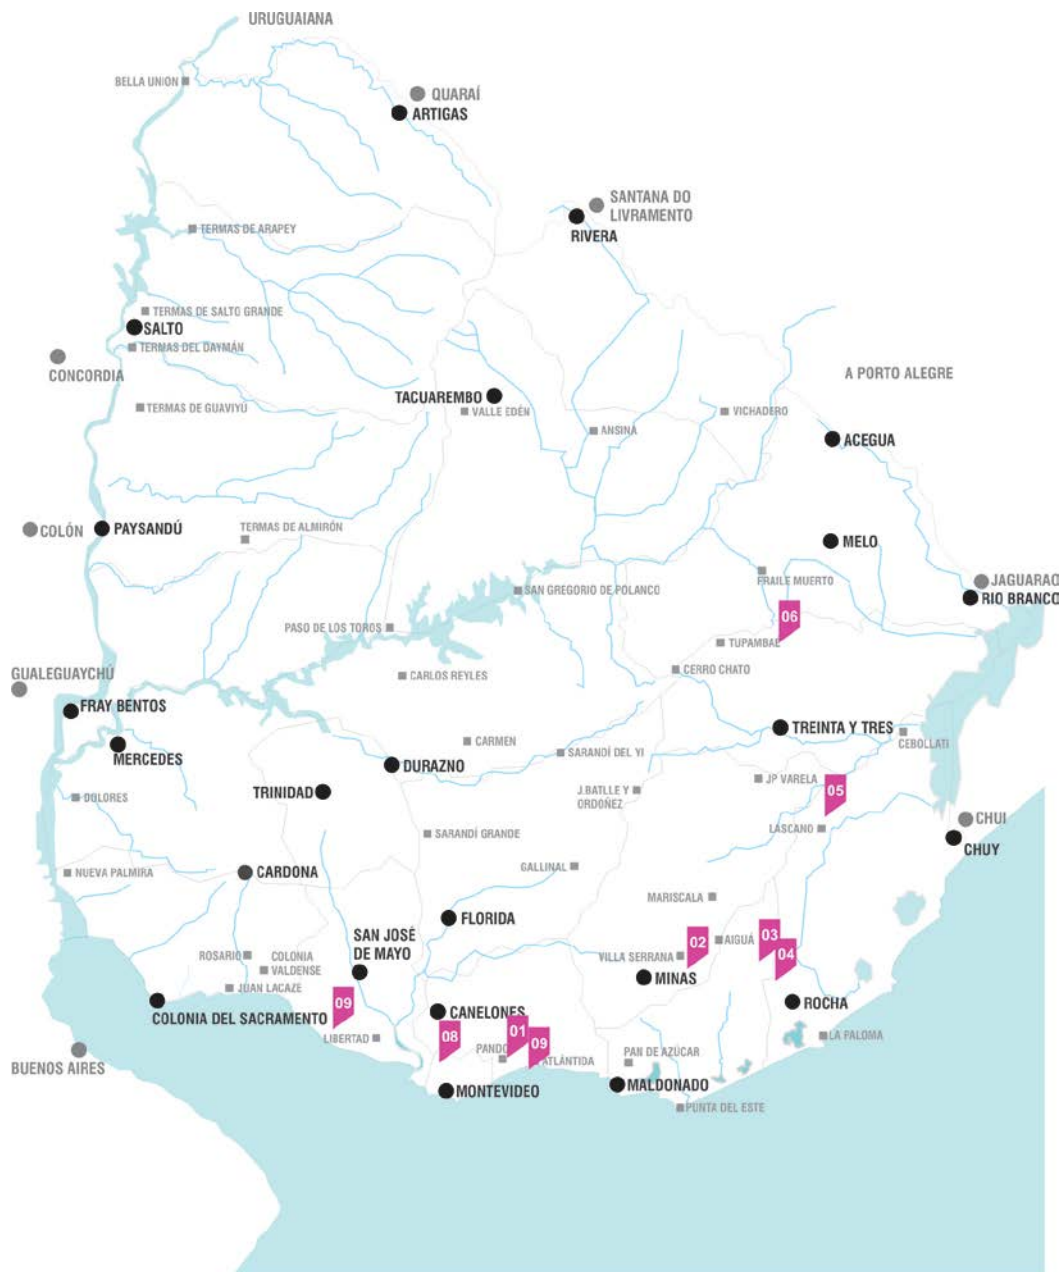 URUGUAIANA
BELLA UNION
QUARAÍ
ARTIGAS
SANTANA DO
LIVRAMENTO
RIVERA
TERMAS DE ARAPEY
TERMAS DE SALTO GRANDE
SALTO
TERMAS DEL DAYMÁN
CONCORDIA
A PORTO ALEGRE
TACUAREMBO
VALLE EDÉN
TERMAS DE GUAVIYÚ
VICHADERO
ANSINA
ACEGUA
COLÓN
PAYSANDÚ
TERMAS DE ALMIRÓN
MELO
FRAILE MUERTO
JAGUARAO
RIO BRANCO
SAN GREGORIO DE POLANCO
06
PASO DE LOS TOROS
TUPAMBAE
CERRO CHATO
GUALEGUAYCHÚ
CARLOS REYLES
FRAY BENTOS
TREINTA Y TRES
CEBOLLATI
MERCEDES
CARMEN
SARANDÍ DEL YI
DURAZNO
JP VARELA
TRINIDAD
J.BATLLE Y
ORDOÑEZ
05
DOLORES
CHUI
SARANDÍ GRANDE
LASCANO
CHUY
GALLINAL
NUEVA PALMIRA
CARDONA
MARISCALA
FLORIDA
SAN JOSÉ
DE MAYO
02
03
AIGUÁ
04
ROSARIO
COLONIA
VALDENSE
VILLA SERRANA
MINAS
JUAN LACAZE
ROCHA
COLONIA DEL SACRAMENTO
09
CANELONES
LIBERTAD
08
01
09
PANDO
ATLÁNTIDA
PAN DE AZÚCAR
LA PALOMA
BUENOS AIRES
MONTEVIDEO
MALDONADO
PUNTA DEL ESTE